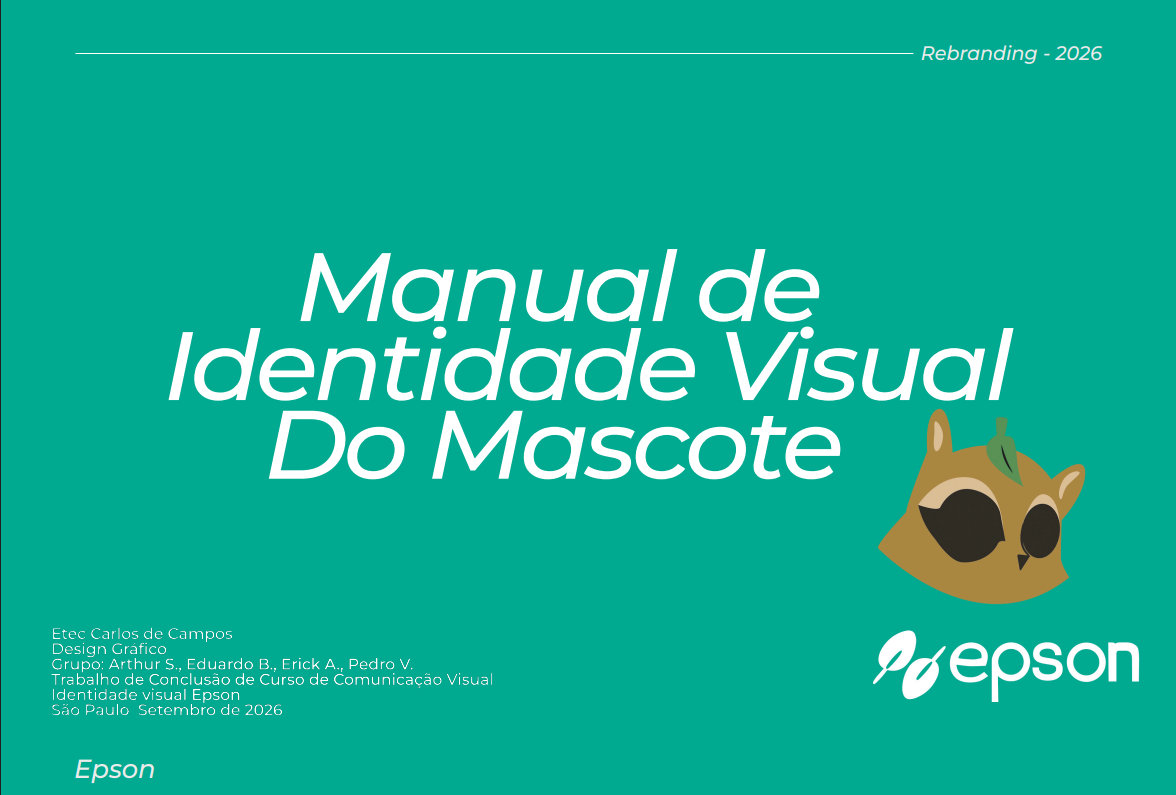 Rebranding - 2026
Manual de
Identidade Visual
Do Mascote
epson
Etec Carlos de Campos
Design Gráfico
Grupo: Arthur S., Eduardo B., Erick A., Pedro V.
Trabalho de Conclusão de Curso de Comunicação Visual
Identidade visual Epson
São Paulo  Setembro de 2026
Epson